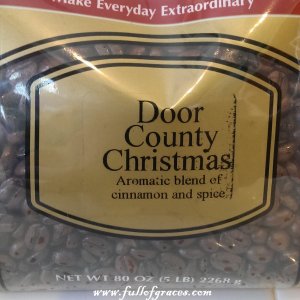 Make Everyday Extraordinary
Door
County
Christmas
Aromatic blend of
cinnamon and spice
NET WT 80 OZ (5 LB) 2268 g
www.fullofgraces.com